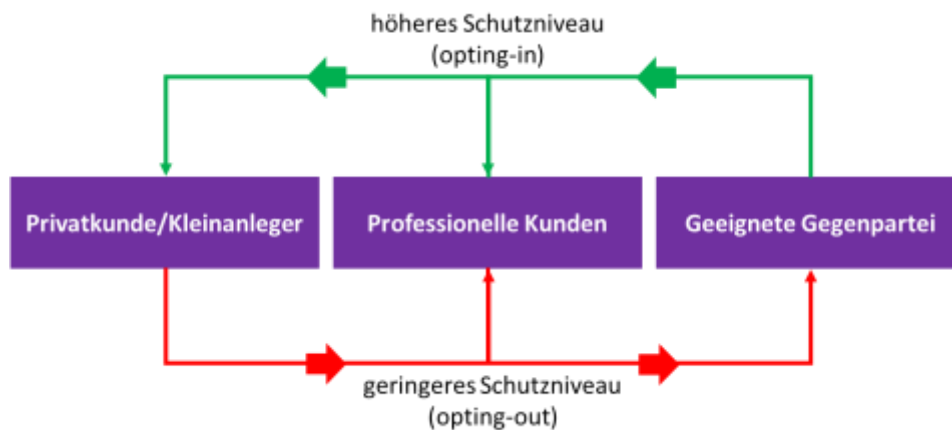 höheres Schutzniveau
(opting-in)
Privatkunde/Kleinanleger
Professionelle Kunden
Geeignete Gegenpartei
geringeres Schutzniveau
(opting-out)